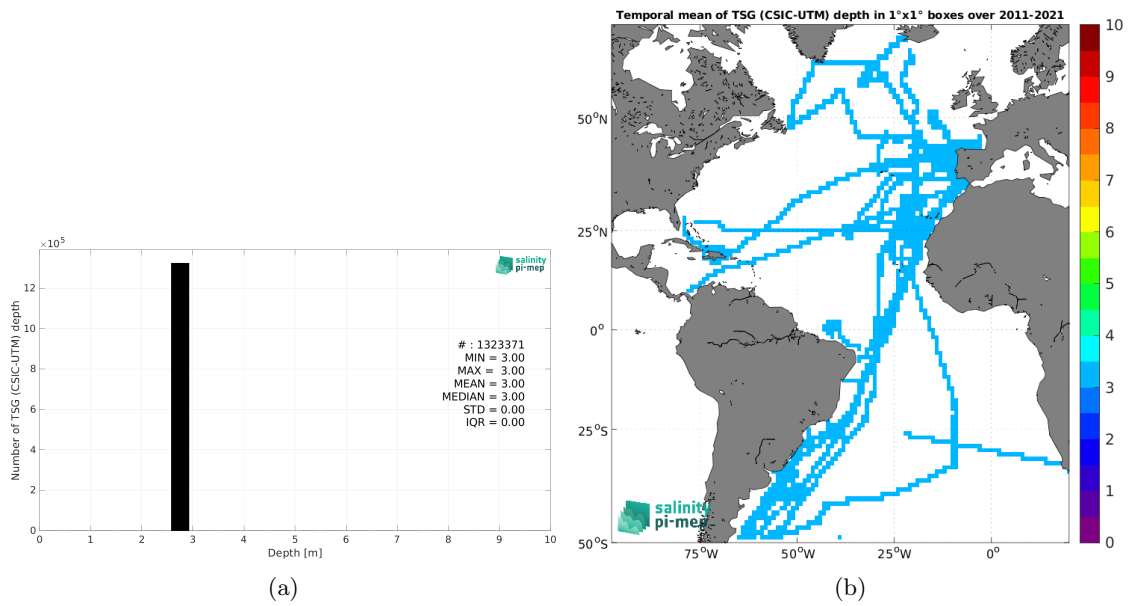 ×10⁵
Number of TSG (CSIC-UTM) depth
12
10
8
6
4
2
0
salinity
pi-mep
# : 1323371
MIN = 3.00
MAX = 3.00
MEAN = 3.00
MEDIAN = 3.00
STD = 0.00
IQR = 0.00
0 1 2 3 4 5 6 7 8 9 10
Depth [m]
(a)
Temporal mean of TSG (CSIC-UTM) depth in 1°x1° boxes over 2011-2021
50°N
25°N
0°
25°S
50°S
75°W 50°W 25°W 0°
salinity
pi-mep
10
9
8
7
6
5
4
3
2
1
0
(b)